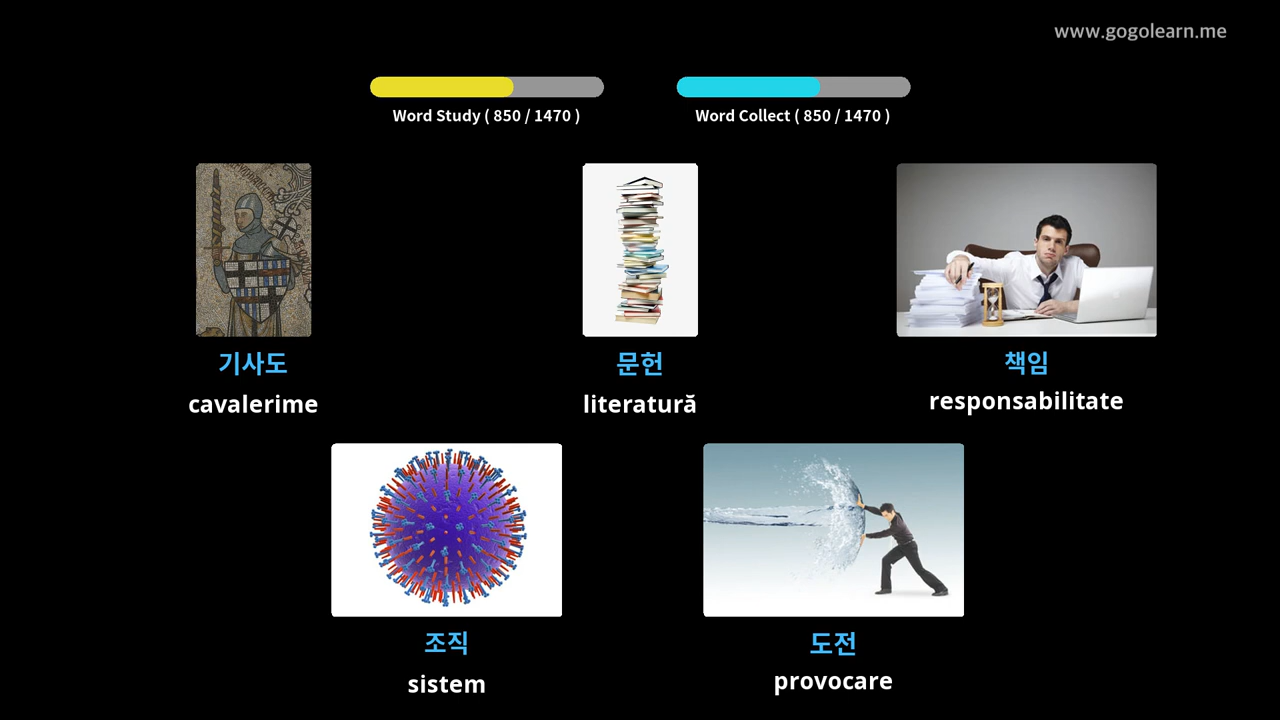 www.gogolearn.me
Word Study ( 850 / 1470 )
Word Collect ( 850 / 1470 )
기사도
cavalerime
문헌
literatură
책임
responsabilitate
조직
sistem
도전
provocare